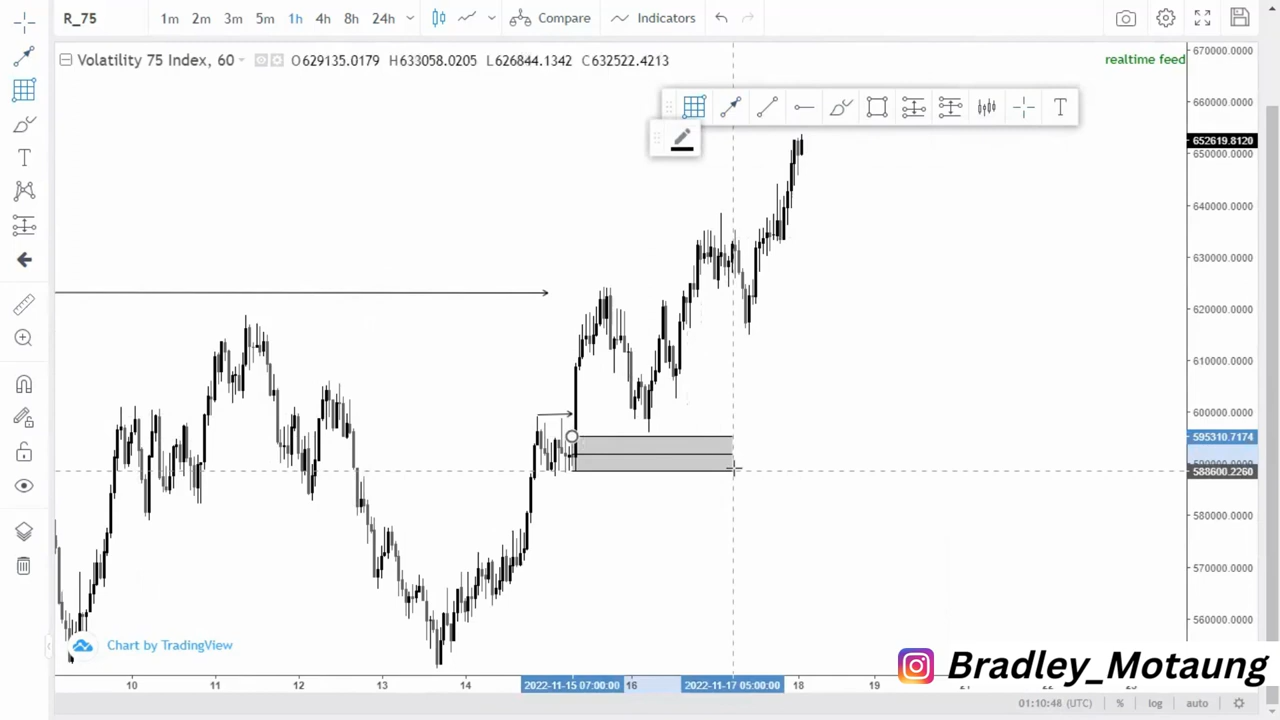 R_75 1m 2m 3m 5m 1h 4h 8h 24h Compare Indicators
Volatility 75 Index, 60 O629135.0179 H633058.0205 L626844.1342 C632522.4213
realtime feed
T
T
670000.0000
660000.0000
652619.8120
650000.0000
640000.0000
630000.0000
620000.0000
610000.0000
600000.0000
595310.7174
588600.2260
580000.0000
570000.0000
560000.0000
Chart by TradingView
Bradley_Motaung
10 11 12 13 14 2022-11-15 07:00:00 16 2022-11-17 05:00:00 18 19
01:10:48 (UTC) % log auto